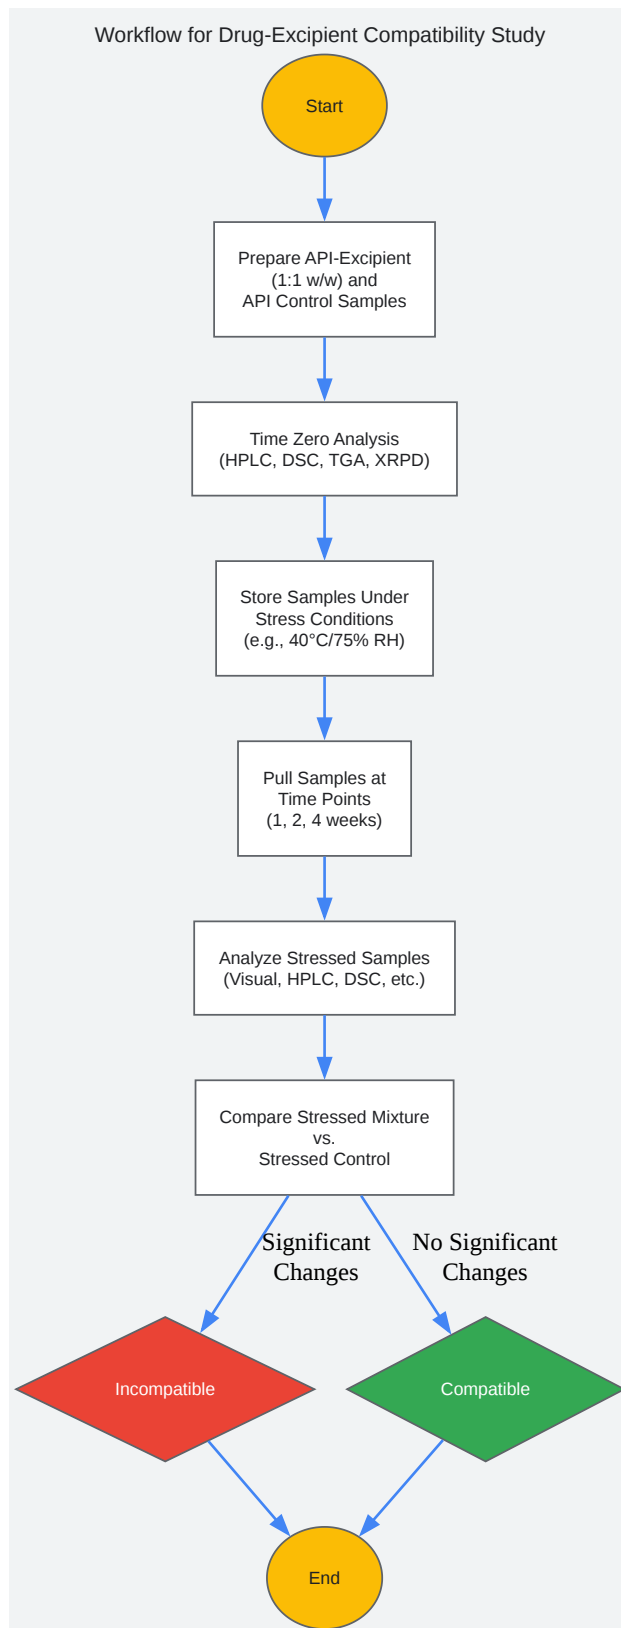 Workflow for Drug-Excipient Compatibility Study
Start
Prepare API-Excipient
(1:1 w/w) and
API Control Samples
Time Zero Analysis
(HPLC, DSC, TGA, XRPD)
Store Samples Under
Stress Conditions
(e.g., 40°C/75% RH)
Pull Samples at
Time Points
(1, 2, 4 weeks)
Analyze Stressed Samples
(Visual, HPLC, DSC, etc.)
Compare Stressed Mixture
vs.
Stressed Control
Significant
Changes
No Significant
Changes
Incompatible
Compatible
End